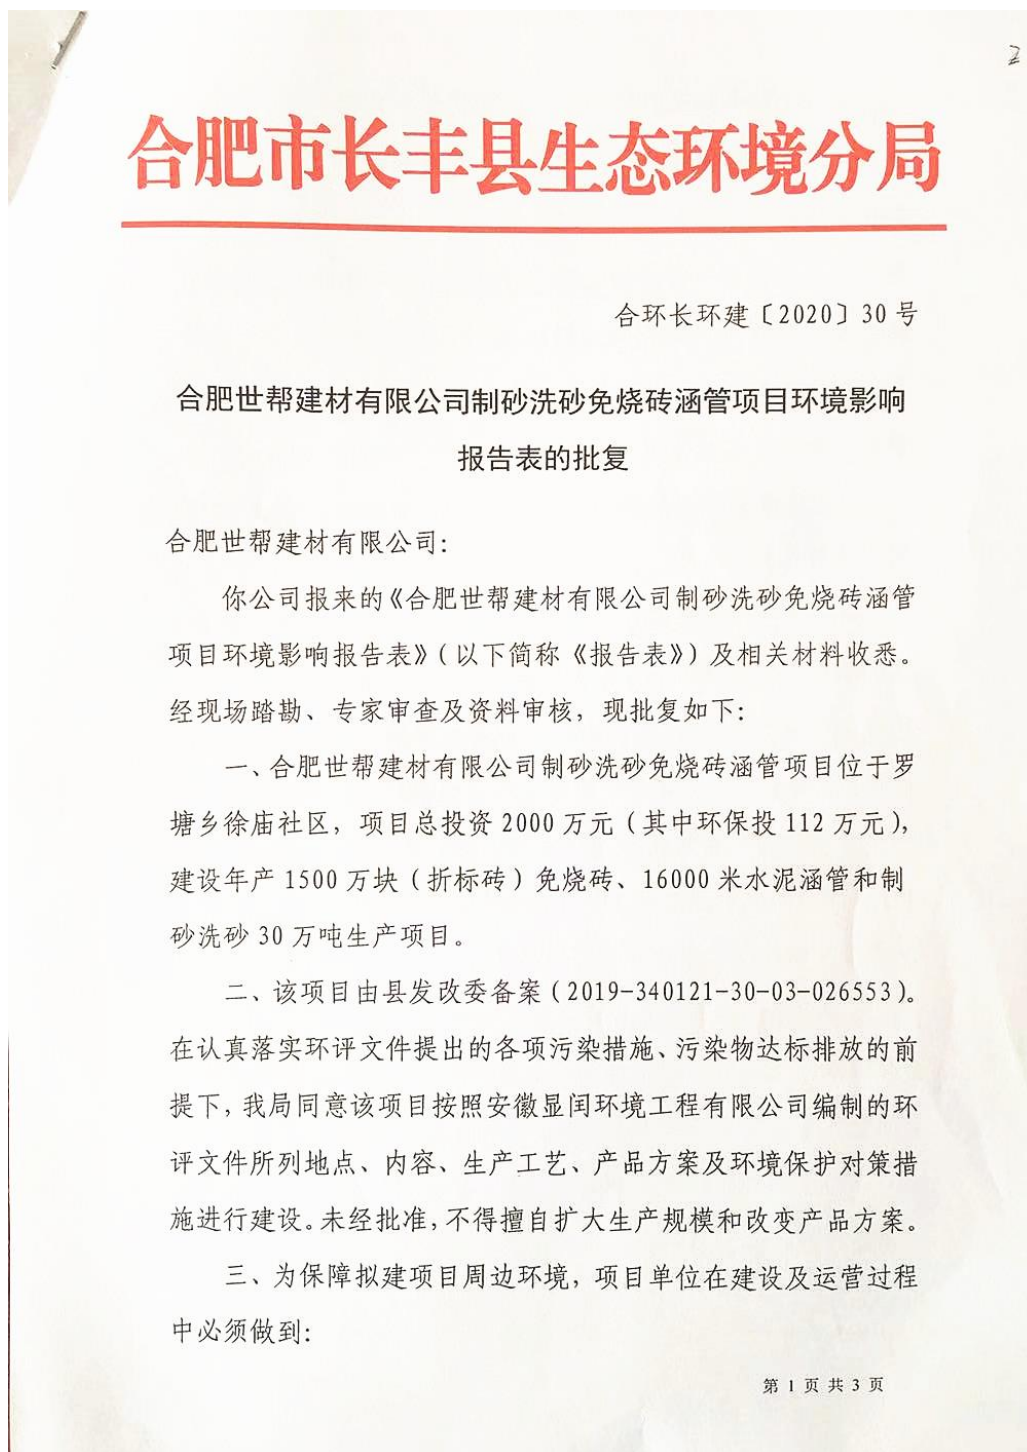 合肥市长丰县生态环境分局
合环长环建〔2020〕30号
合肥世帮建材有限公司制砂洗砂免烧砖涵管项目环境影响
报告表的批复
合肥世帮建材有限公司:
你公司报来的《合肥世帮建材有限公司制砂洗砂免烧砖涵管
项目环境影响报告表》(以下简称《报告表》)及相关材料收悉。
经现场踏勘、专家审查及资料审核，现批复如下:
一、合肥世帮建材有限公司制砂洗砂免烧砖涵管项目位于罗
塘乡徐庙社区，项目总投资2000万元(其中环保投112万元),
建设年产1500万块(折标砖)免烧砖、16000米水泥涵管和制
砂洗砂30万吨生产项目。
二、该项目由县发改委备案(2019-340121-30-03-026553)。
在认真落实环评文件提出的各项污染措施、污染物达标排放的前
提下,我局同意该项目按照安徽显闰环境工程有限公司编制的环
评文件所列地点、内容、生产工艺、产品方案及环境保护对策措
施进行建设。未经批准,不得擅自扩大生产规模和改变产品方案。
三、为保障拟建项目周边环境，项目单位在建设及运营过程
中必须做到:
第1页共3页